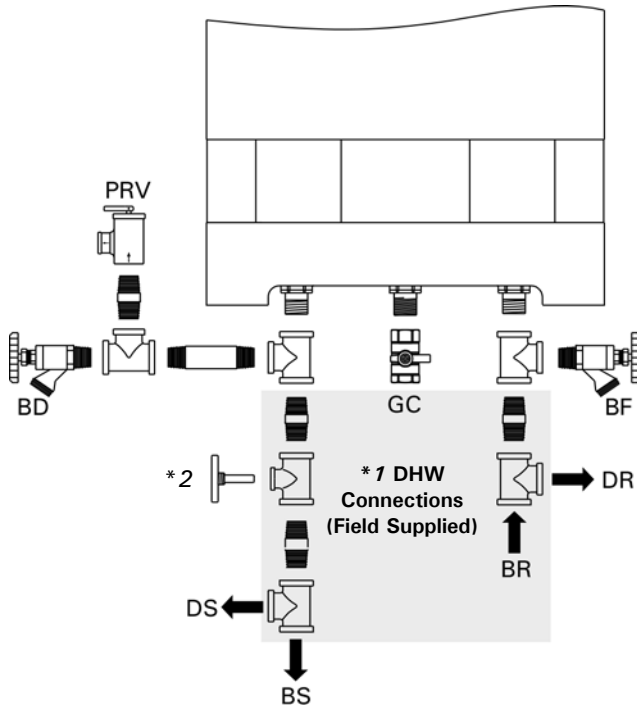 PRV
BD
GC
BF
*2
*1 DHW
Connections
(Field Supplied)
DR
BR
DS
BS